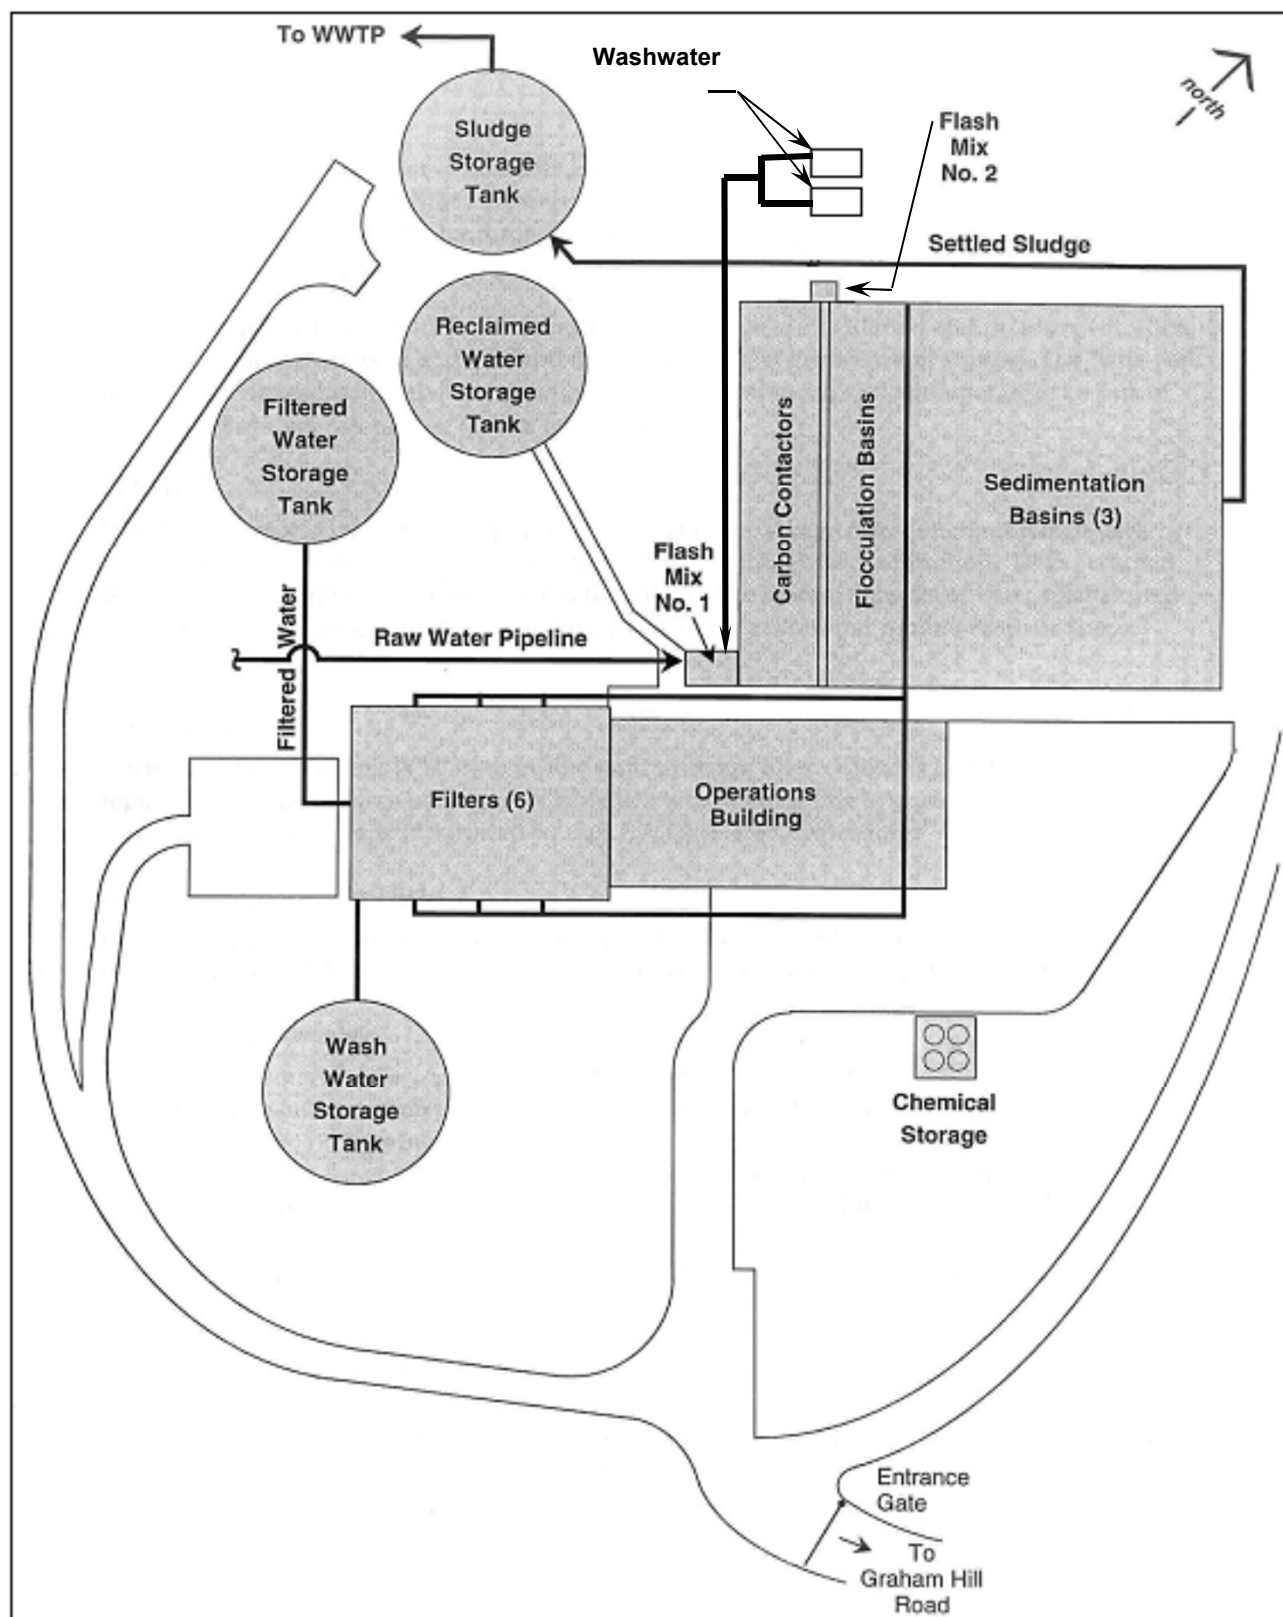 To WWTP
Washwater
north
Sludge
Storage
Tank
Flash
Mix
No. 2
Settled Sludge
Reclaimed
Water
Storage
Tank
Filtered
Water
Storage
Tank
Carbon Contactors
Flocculation Basins
Sedimentation
Basins (3)
Flash
Mix
No. 1
Raw Water Pipeline
Filtered Water
Filters (6)
Operations
Building
Wash
Water
Storage
Tank
Chemical
Storage
Entrance
Gate
To
Graham Hill
Road